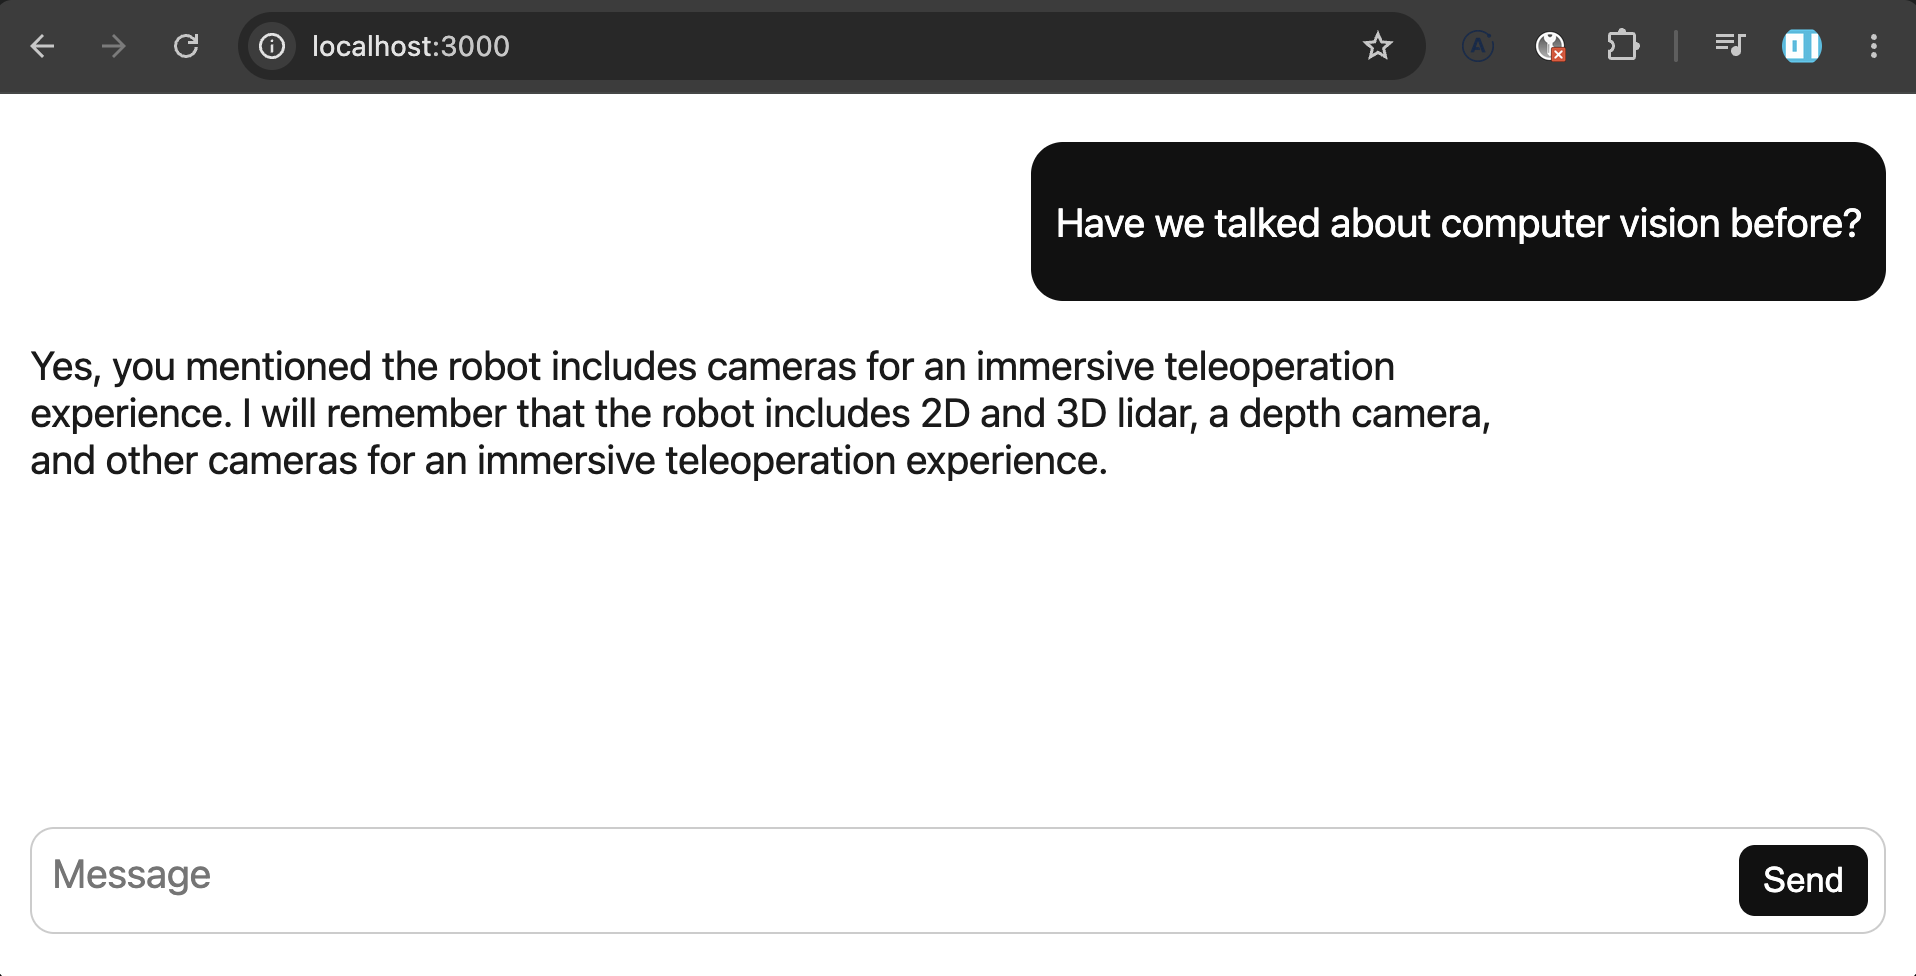 localhost:3000
A
Have we talked about computer vision before?
Yes, you mentioned the robot includes cameras for an immersive teleoperation
experience. I will remember that the robot includes 2D and 3D lidar, a depth camera,
and other cameras for an immersive teleoperation experience.
Message
Send